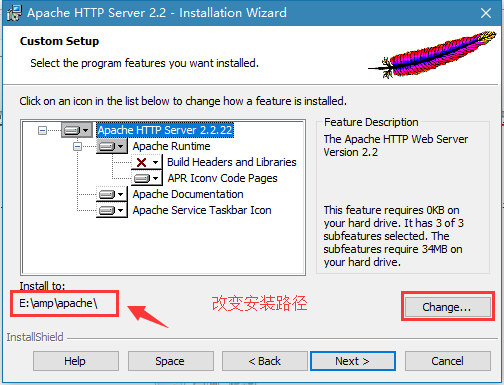 Apache HTTP Server 2.2 - Installation Wizard
Custom Setup
Select the program features you want installed.
Click on an icon in the list below to change how a feature is installed.
Apache HTTP Server 2.2.22
Apache Runtime
Build Headers and Libraries
APR Iconv Code Pages
Apache Documentation
Apache Service Taskbar Icon
Feature Description
The Apache HTTP Web Server
Version 2.2
This feature requires 0KB on
your hard drive. It has 3 of 3
subfeatures selected. The
subfeatures require 34MB on
your hard drive.
Install to:
E:\amp\apache\
改变安装路径
Change...
InstallShield
Help
Space
< Back
Next >
Cancel